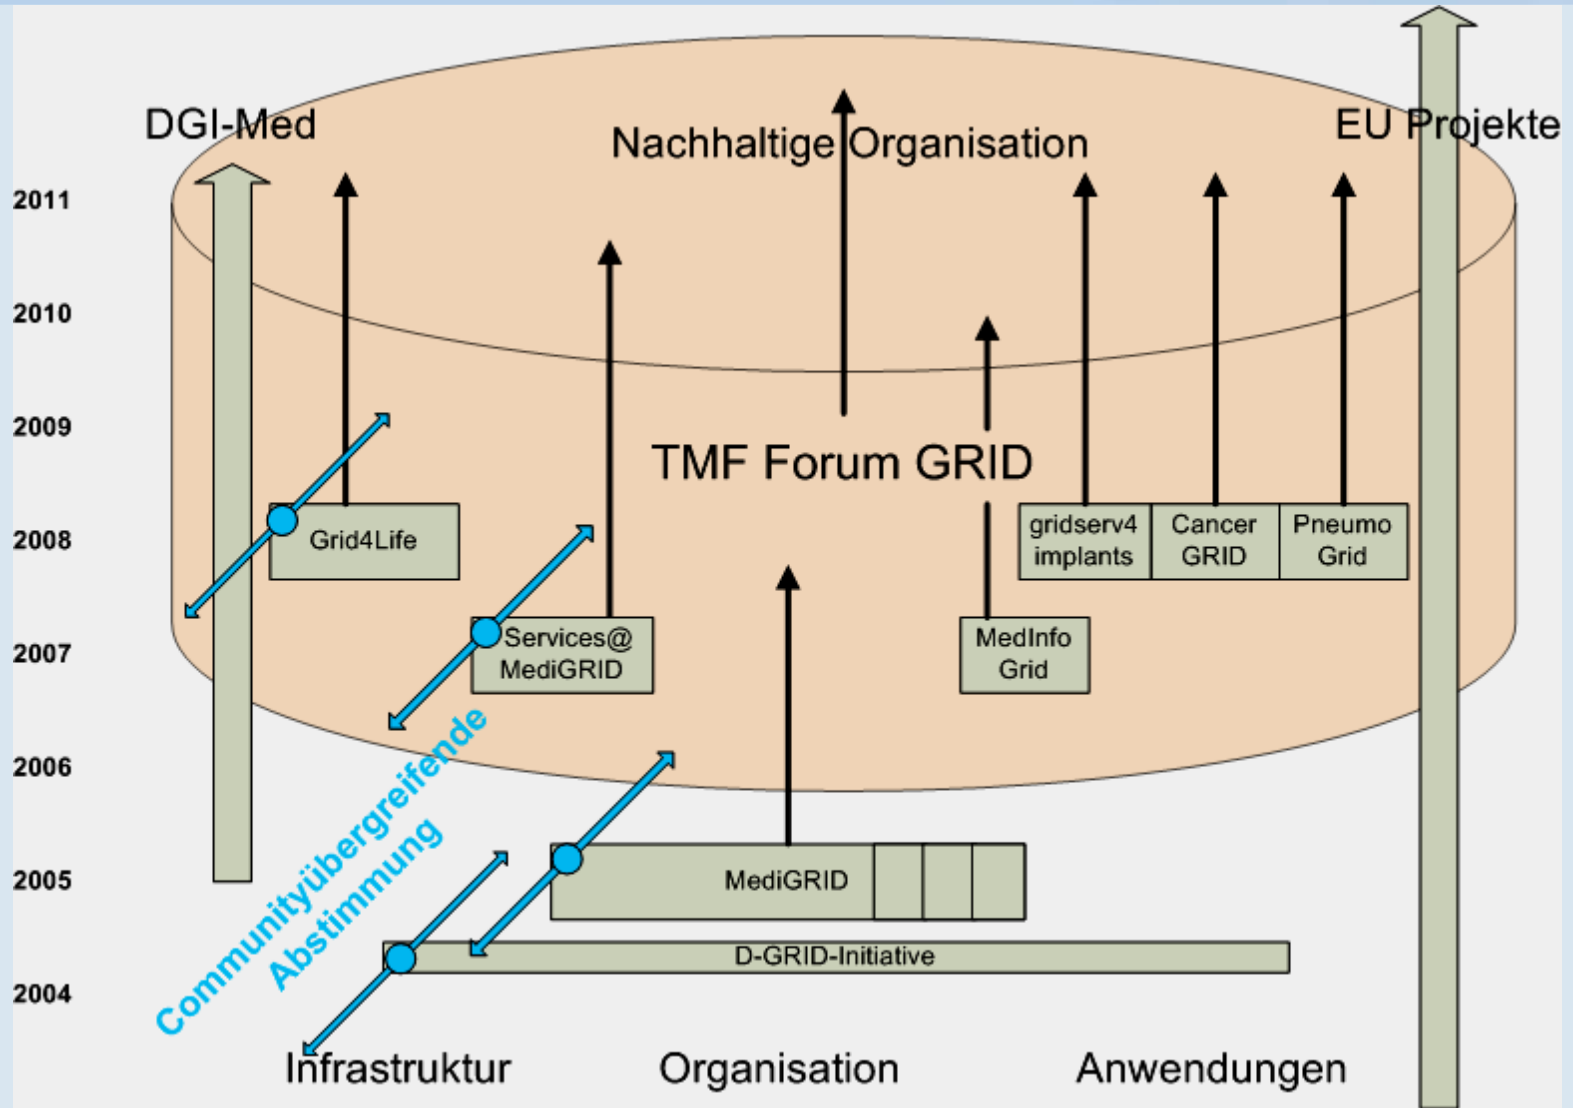 DGI-Med
Nachhaltige Organisation
EU Projekte
2011
2010
2009
TMF Forum GRID
2008
Grid4Life
gridserv4
implants
Cancer
GRID
Pneumo
Grid
2007
Services@
MediGRID
MedInfo
Grid
2006
Communityübergreifende
Abstimmung
2005
MediGRID
D-GRID-Initiative
2004
Infrastruktur
Organisation
Anwendungen